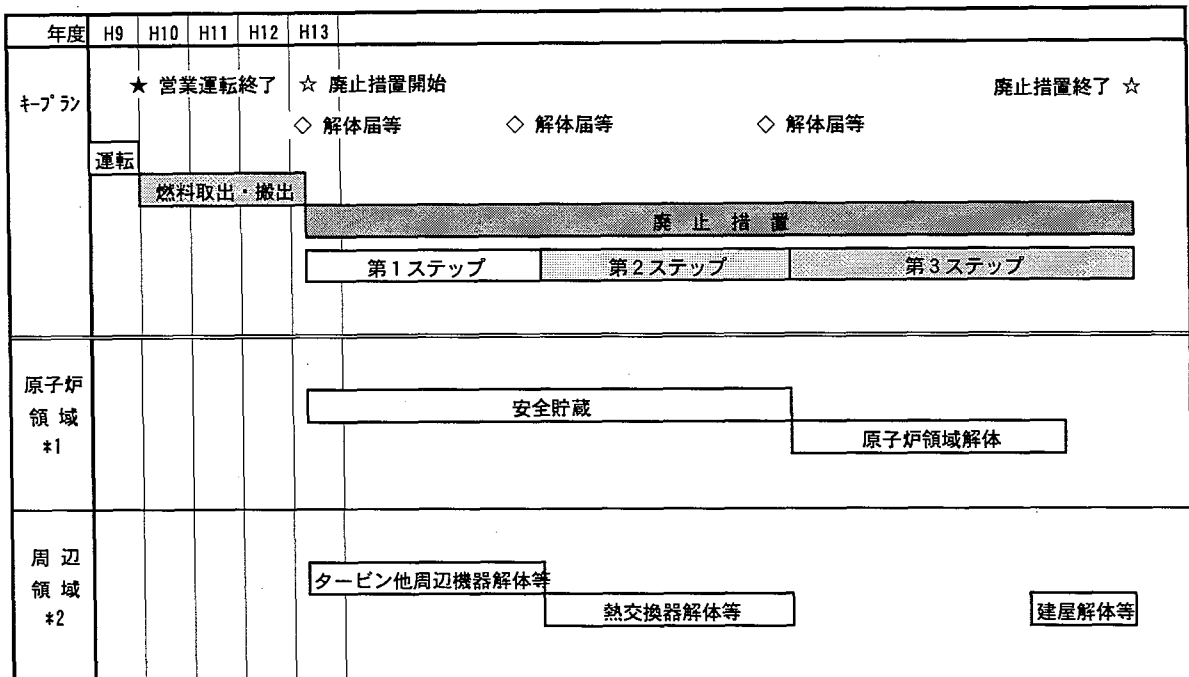 年度 H9 H10 H11 H12 H13
★ 営業運転終了 ☆ 廃止措置開始 廃止措置終了 ☆
キープラン
◇ 解体届等 ◇ 解体届等 ◇ 解体届等
運転
燃料取出・搬出
廃止措置
第1ステップ 第2ステップ 第3ステップ
原子炉
領域
*1
安全貯蔵
原子炉領域解体
周辺
領域
*2
タービン他周辺機器解体等
熱交換器解体等 建屋解体等